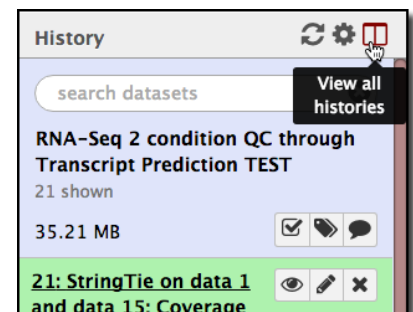 History
View all
histories
search datasets
RNA-Seq 2 condition QC through
Transcript Prediction TEST
21 shown
35.21 MB
21: StringTie on data 1
and data 15: Coverage